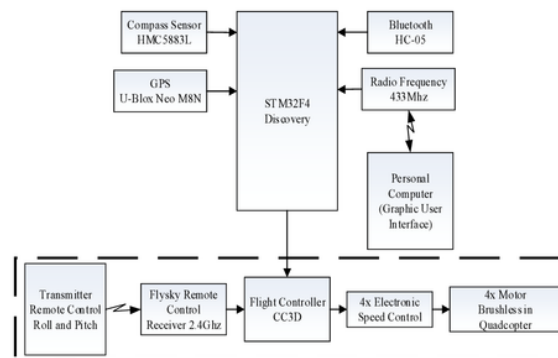 Compass Sensor
HMC5883L
Bluetooth
HC-05
GPS
U-Blox Neo M8N
STM32F4
Discovery
Radio Frequency
433Mhz
Personal
Computer
(Graphic User
Interface)
Transmitter
Remote Control
Roll and Pitch
Flysky Remote
Control
Receiver 2.4Ghz
Flight Controller
CC3D
4x Electronic
Speed Control
4x Motor
Brushless in
Quadcopter